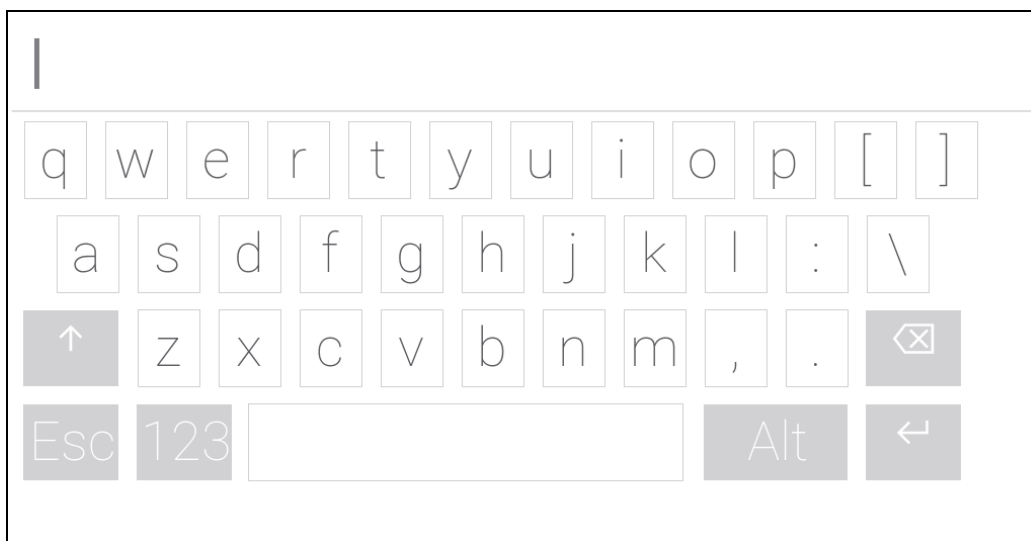 q w e r t y u i o p [ ]
a s d f g h j k l : \
↑ z x c v b n m , . ⌫
Esc 123 Alt ↵